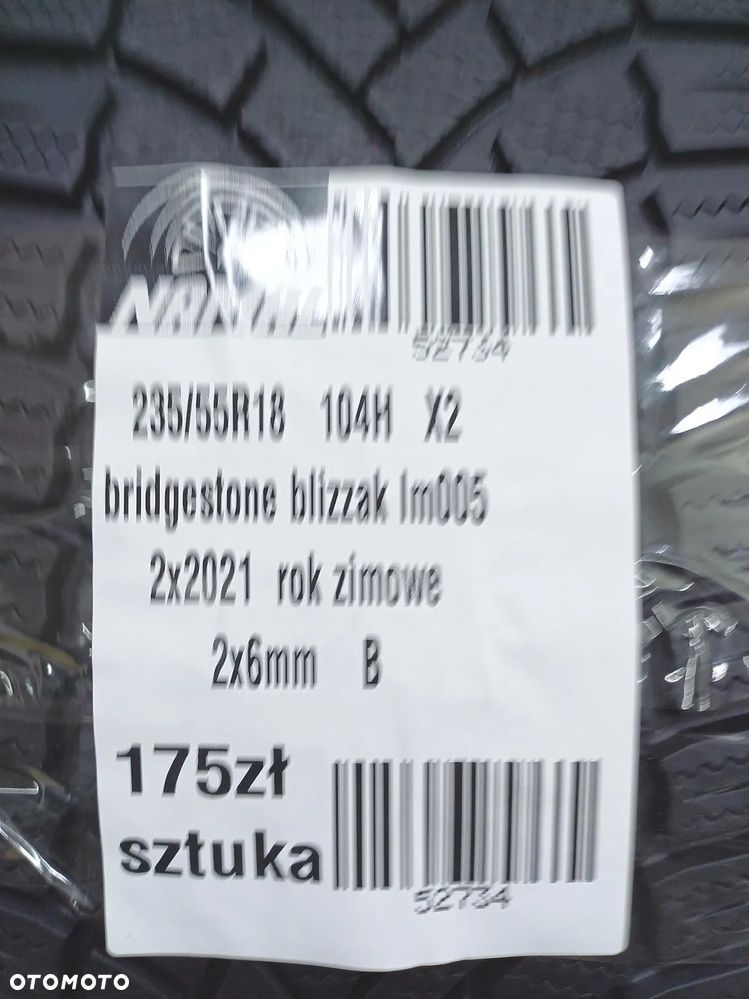 52734
235/55R18 104H X2
bridgestone blizzak lm005
2x2021 rok zimowe
2x6mm B
175zł
sztuka
52734
OTOMOTO